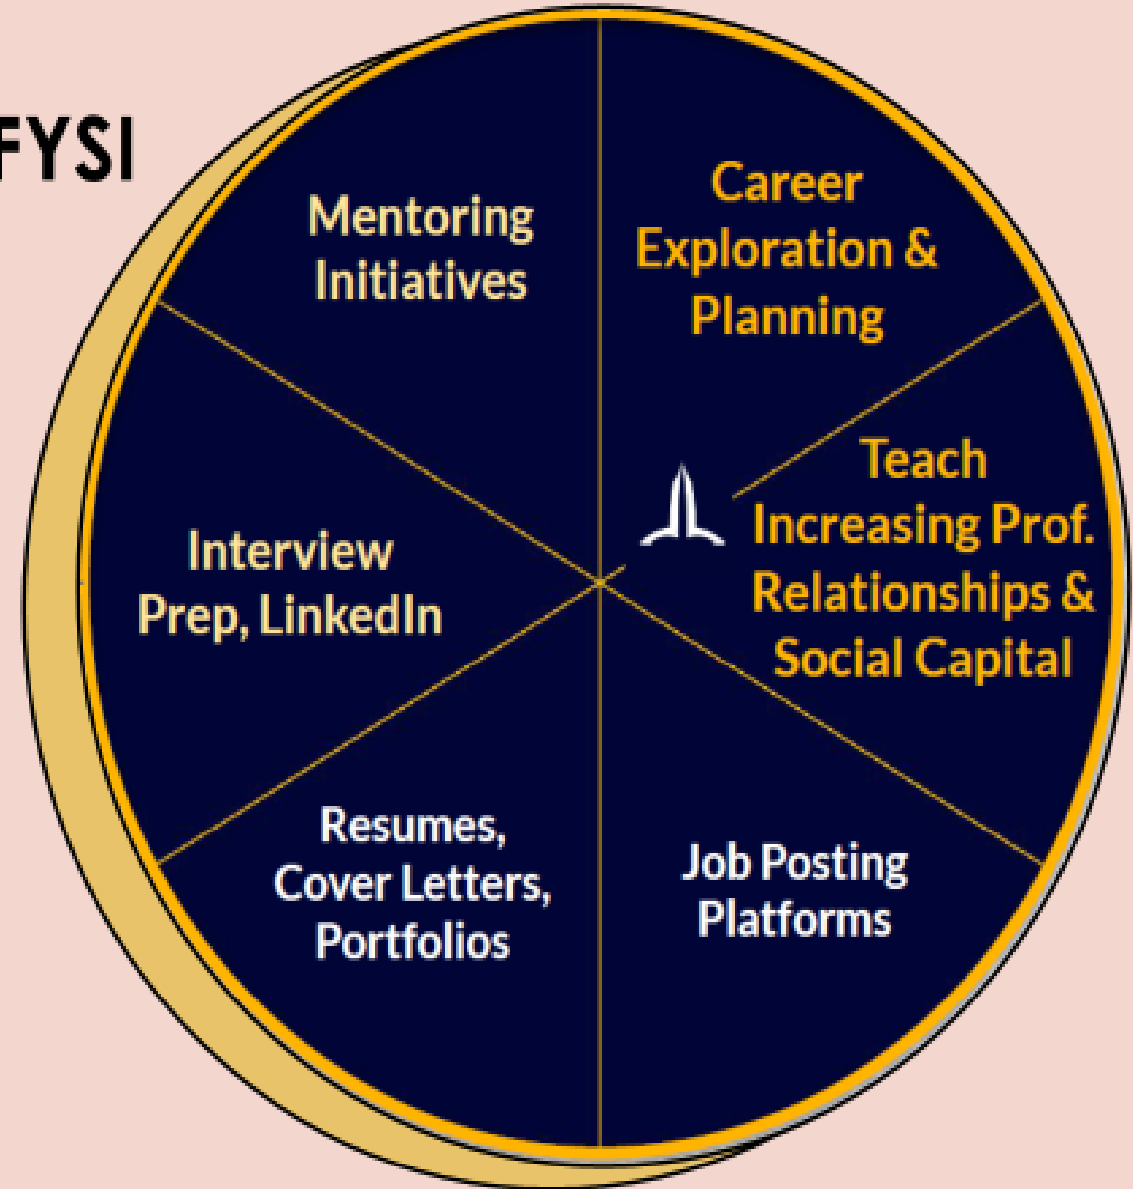 FYSI
Mentoring
Initiatives
Career
Exploration &
Planning
Teach
Increasing Prof.
Relationships &
Social Capital
Interview
Prep, LinkedIn
Resumes,
Cover Letters,
Portfolios
Job Posting
Platforms